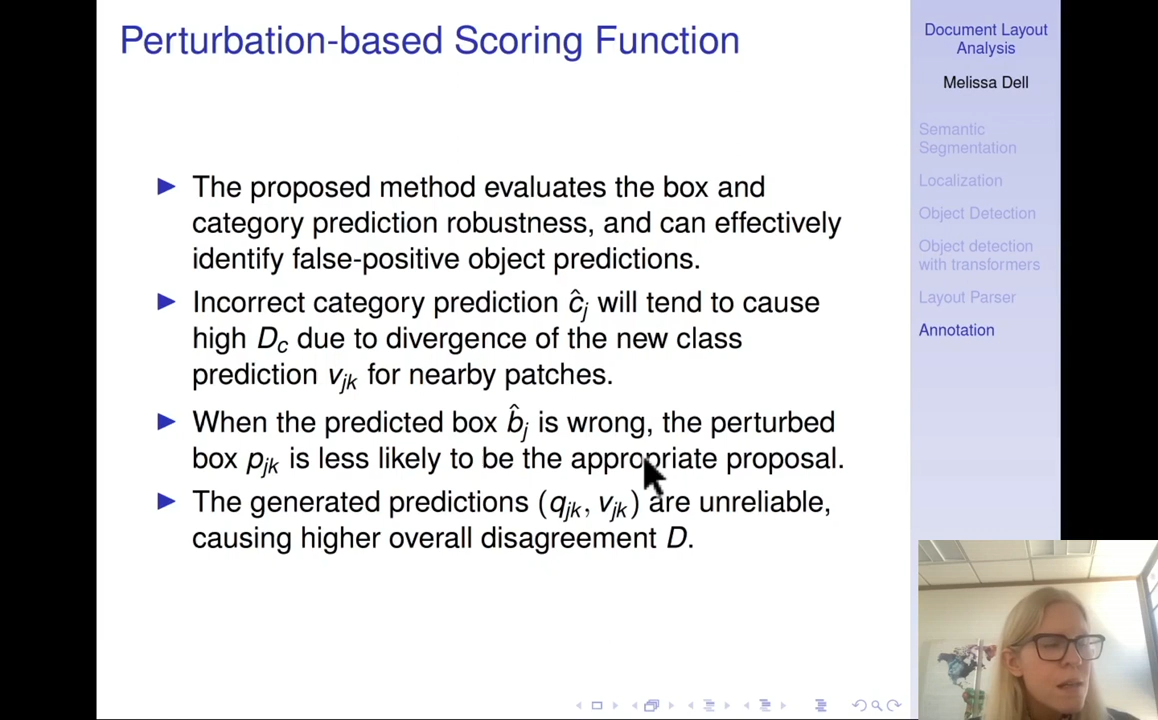 Perturbation-based Scoring Function
The proposed method evaluates the box and
category prediction robustness, and can effectively
identify false-positive object predictions.
Incorrect category prediction ĉj will tend to cause
high Dc due to divergence of the new class
prediction vjk for nearby patches.
When the predicted box b̂j is wrong, the perturbed
box pjk is less likely to be the appropriate proposal.
The generated predictions (qjk, vjk) are unreliable,
causing higher overall disagreement D.
Document Layout
Analysis
Melissa Dell
Semantic
Segmentation
Localization
Object Detection
Object detection
with transformers
Layout Parser
Annotation